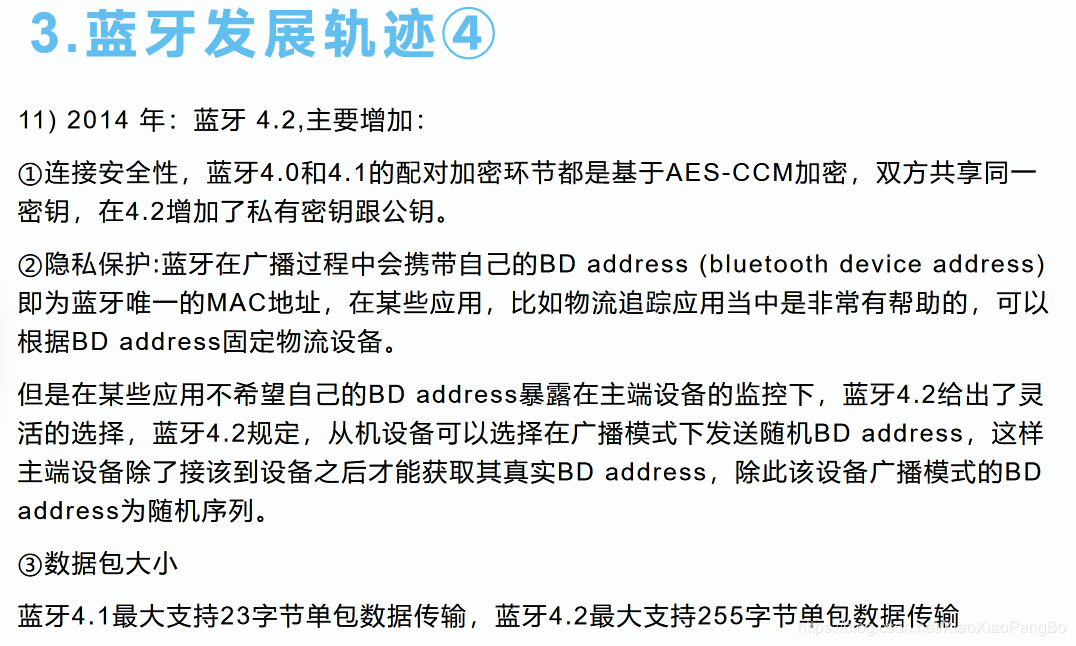 3.蓝牙发展轨迹④
11) 2014 年：蓝牙 4.2,主要增加：
①连接安全性，蓝牙4.0和4.1的配对加密环节都是基于AES-CCM加密，双方共享同一
密钥，在4.2增加了私有密钥跟公钥。
②隐私保护:蓝牙在广播过程中会携带自己的BD address (bluetooth device address)
即为蓝牙唯一的MAC地址，在某些应用，比如物流追踪应用当中是非常有帮助的，可以
根据BD address固定物流设备。
但是在某些应用不希望自己的BD address暴露在主端设备的监控下，蓝牙4.2给出了灵
活的选择，蓝牙4.2规定，从机设备可以选择在广播模式下发送随机BD address，这样
主端设备除了接该到设备之后才能获取其真实BD address，除此该设备广播模式的BD
address为随机序列。
③数据包大小
蓝牙4.1最大支持23字节单包数据传输，蓝牙4.2最大支持255字节单包数据传输
https://blog.csdn.net/XiaoXiaoPengBo